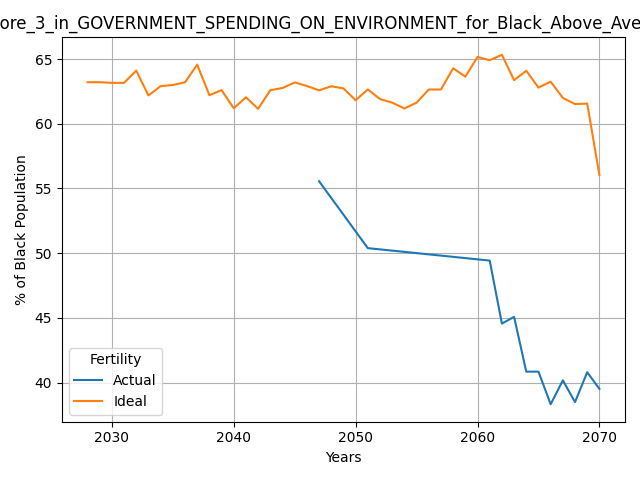 ore_3_in_GOVERNMENT_SPENDING_ON_ENVIRONMENT_for_Black_Above_Ave
65
60
55
50
45
40
% of Black Population
Fertility
Actual
Ideal
2030 2040 2050 2060 2070
Years